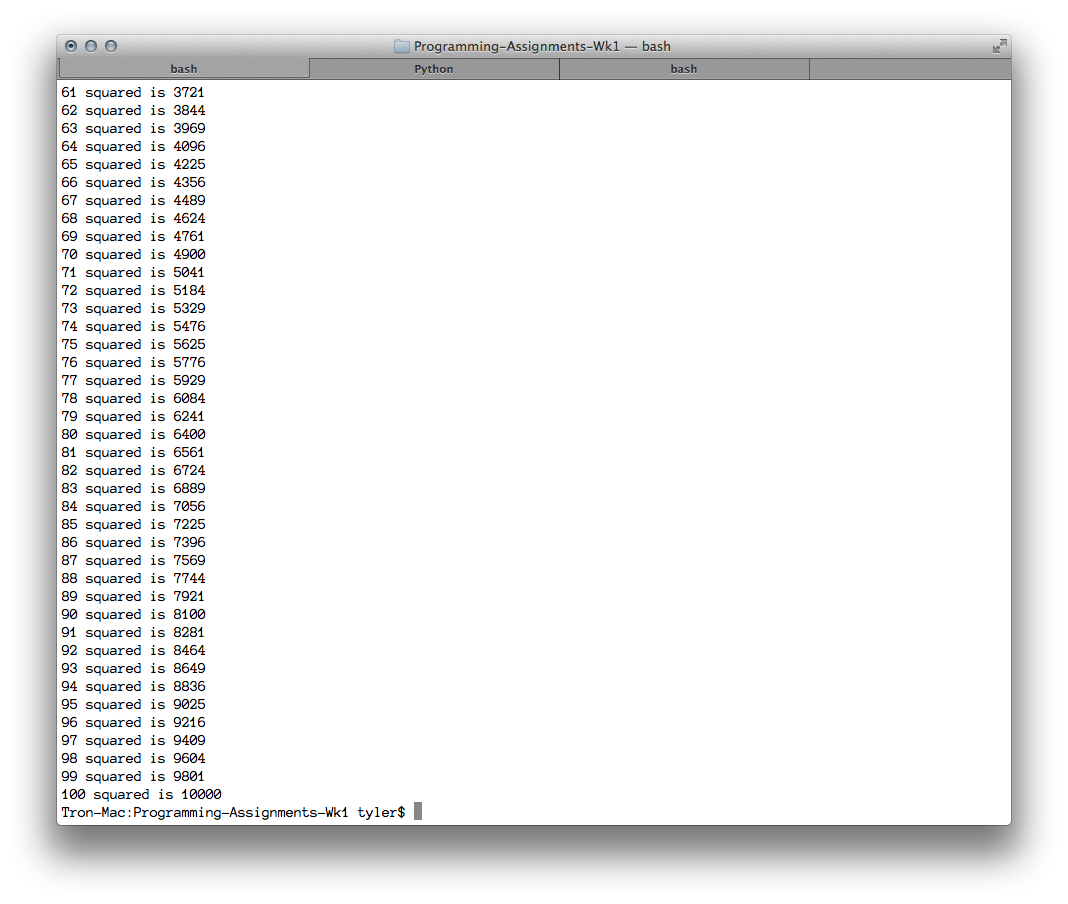 Programming-Assignments-Wk1 — bash
bash Python bash
61 squared is 3721
62 squared is 3844
63 squared is 3969
64 squared is 4096
65 squared is 4225
66 squared is 4356
67 squared is 4489
68 squared is 4624
69 squared is 4761
70 squared is 4900
71 squared is 5041
72 squared is 5184
73 squared is 5329
74 squared is 5476
75 squared is 5625
76 squared is 5776
77 squared is 5929
78 squared is 6084
79 squared is 6241
80 squared is 6400
81 squared is 6561
82 squared is 6724
83 squared is 6889
84 squared is 7056
85 squared is 7225
86 squared is 7396
87 squared is 7569
88 squared is 7744
89 squared is 7921
90 squared is 8100
91 squared is 8281
92 squared is 8464
93 squared is 8649
94 squared is 8836
95 squared is 9025
96 squared is 9216
97 squared is 9409
98 squared is 9604
99 squared is 9801
100 squared is 10000
Tron-Mac:Programming-Assignments-Wk1 tyler$